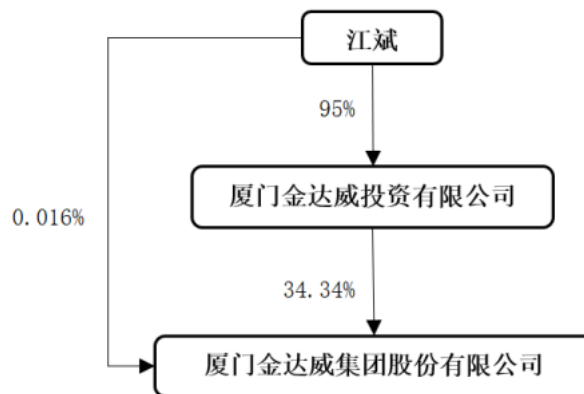 江斌
95%
厦门金达威投资有限公司
0.016%
34.34%
厦门金达威集团股份有限公司